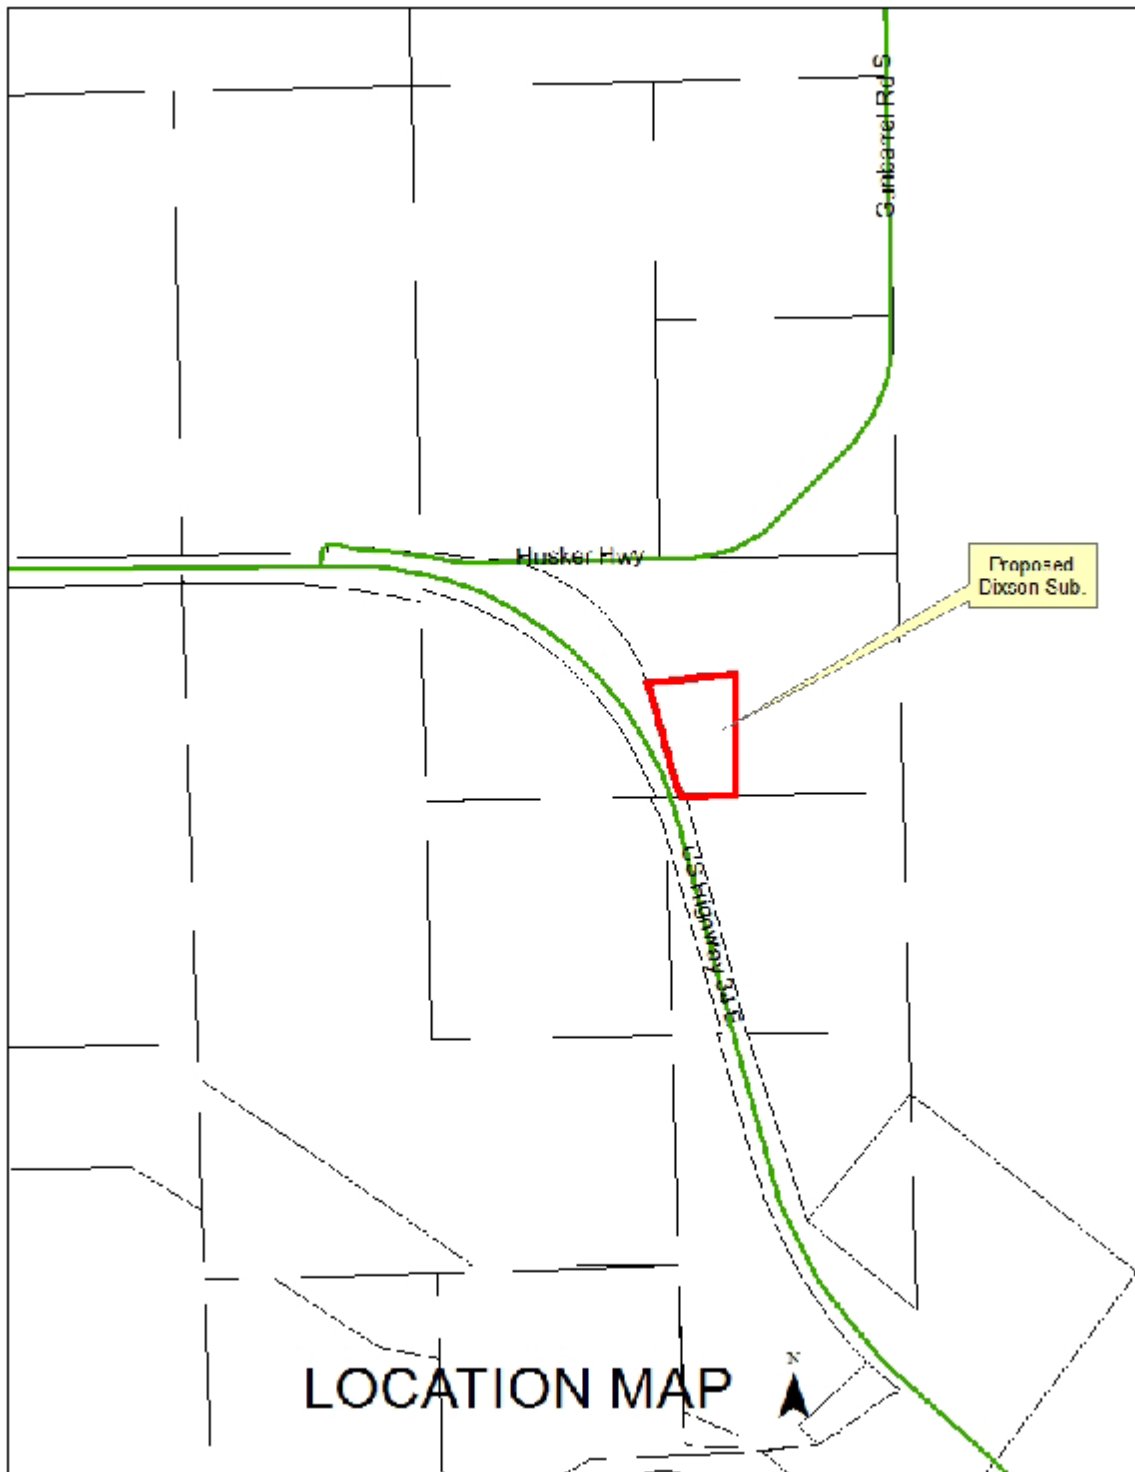 Gunbarrel Rd S
Husker Hwy
Proposed
Dixson Sub.
US Highway 34 E
LOCATION MAP
N